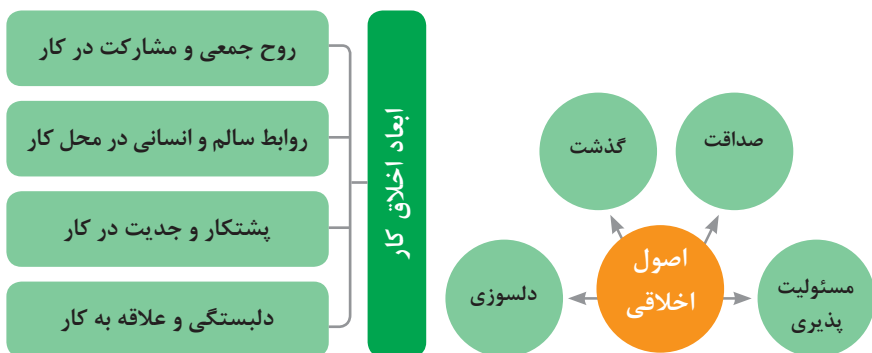 صداقت
گذشت
مسئولیت
پذیری
اصول
اخلاقی
دلسوزی
ابعاد اخلاق کار
روح جمعی و مشارکت در کار
روابط سالم و انسانی در محل کار
پشتکار و جدیت در کار
دلبستگی و علاقه به کار